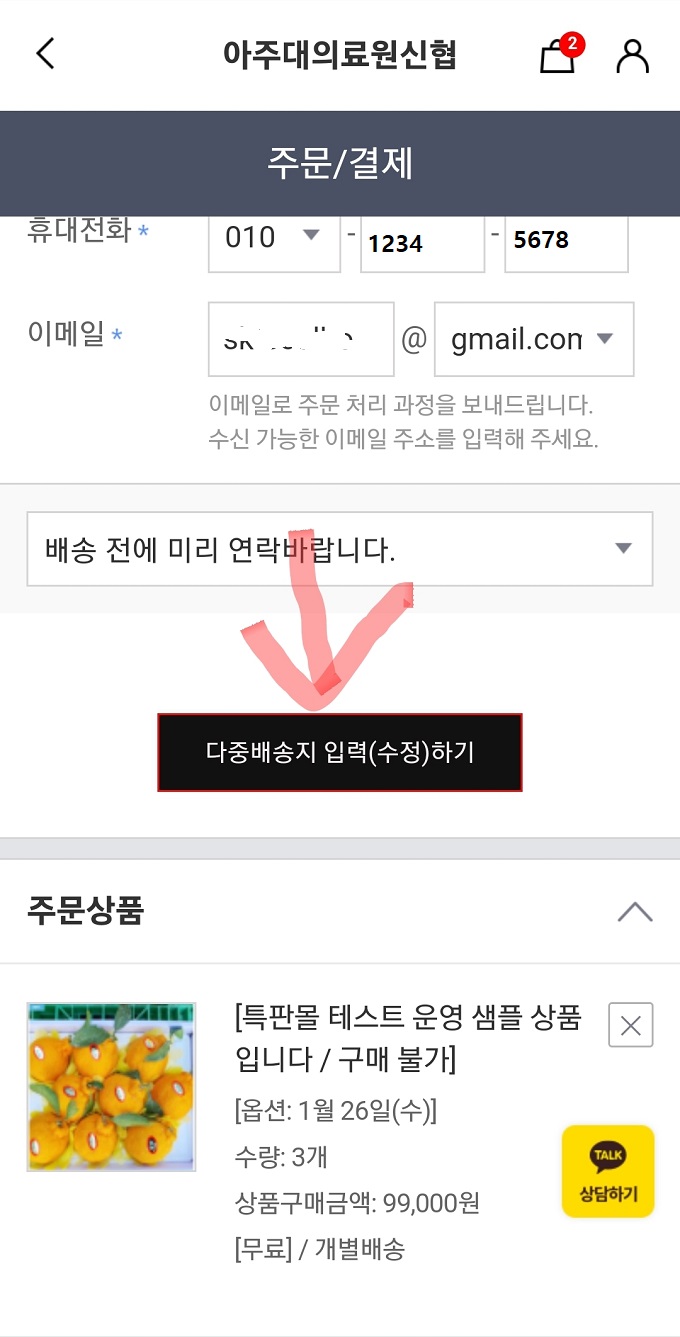 아주대의료원신협
2
주문/결제
휴대전화 * 010 - 1234 - 5678
이메일 * @ gmail.com
이메일로 주문 처리 과정을 보내드립니다.
수신 가능한 이메일 주소를 입력해 주세요.
배송 전에 미리 연락바랍니다.
다중배송지 입력(수정)하기
주문상품
[특판몰 테스트 운영 샘플 상품
입니다 / 구매 불가]
[옵션: 1월 26일(수)]
수량: 3개
상품구매금액: 99,000원
[무료] / 개별배송
TALK
상담하기